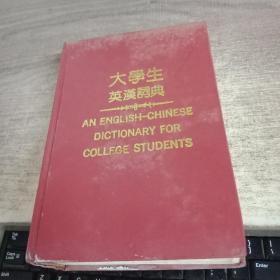 大學生
英漢詞典
AN ENGLISH-CHINESE
DICTIONARY FOR
COLLEGE STUDENTS